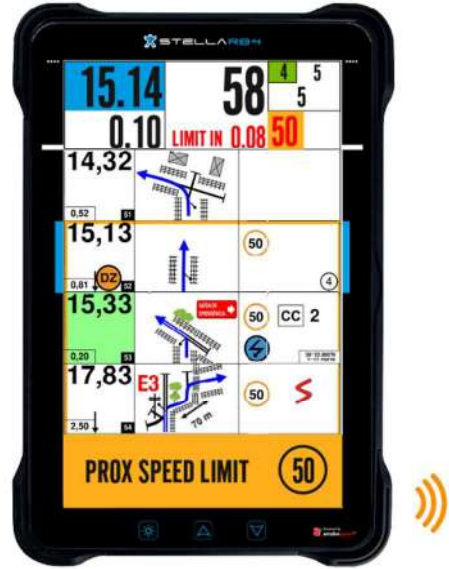 STELLARB4
15.14 58 4 5
5
0.10 LIMIT IN 0.08 50
14,32
0,52 51
15,13 50
0,81 DZ 52 4
15,33 50 CC 2
0,20 53
17,83 E3 50
2,50 54 70 m
PROX SPEED LIMIT 50